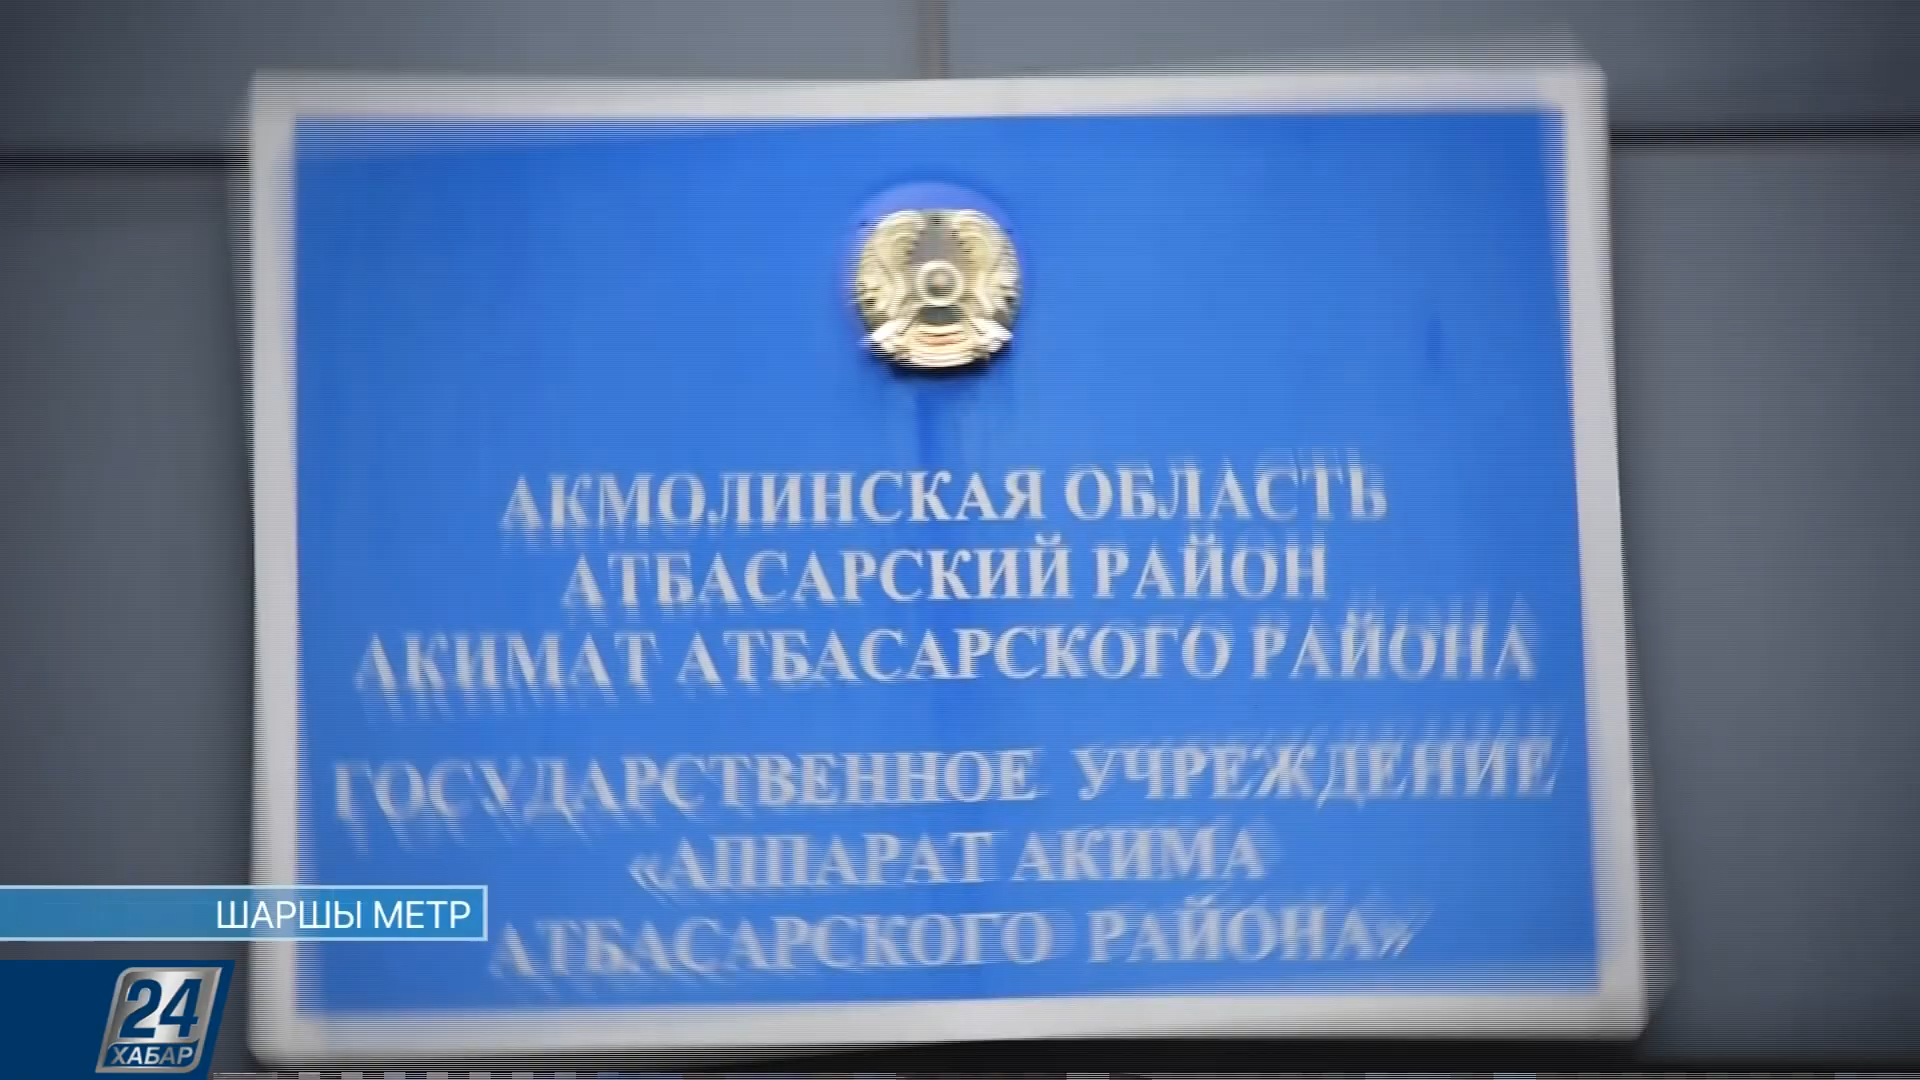 АКМОЛИНСКАЯ ОБЛАСТЬ
АТБАСАРСКИЙ РАЙОН
АКИМАТ АТБАСАРСКОГО РАЙОНА
ГОСУДАРСТВЕННОЕ УЧРЕЖДЕНИЕ
«АППАРАТ АКИМА
АТБАСАРСКОГО РАЙОНА»
ШАРШЫ МЕТР
24
ХАБАР